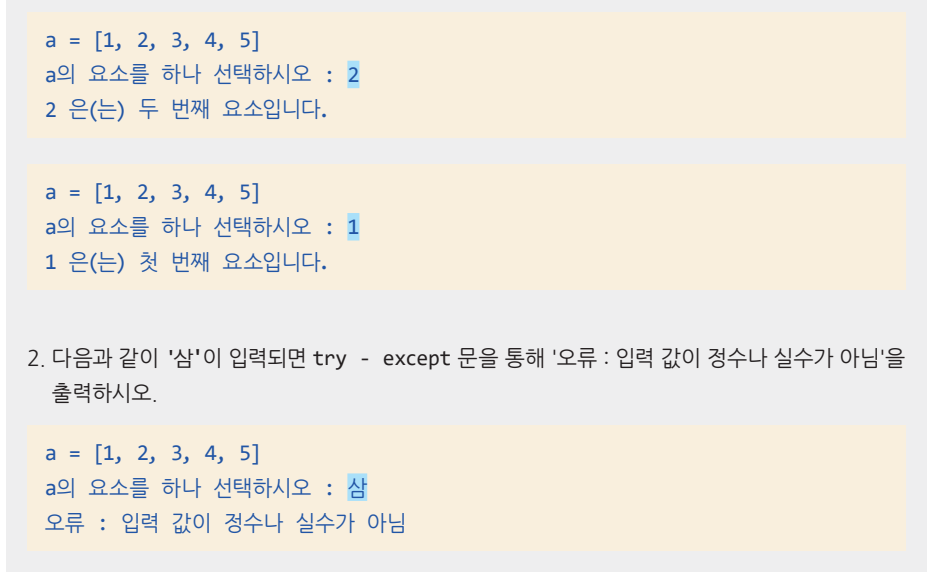 a = [1, 2, 3, 4, 5]
a의 요소를 하나 선택하시오 : 2
2 은(는) 두 번째 요소입니다.
a = [1, 2, 3, 4, 5]
a의 요소를 하나 선택하시오 : 1
1 은(는) 첫 번째 요소입니다.
2. 다음과 같이 '삼'이 입력되면 try - except 문을 통해 '오류 : 입력 값이 정수나 실수가 아님'을
출력하시오.
a = [1, 2, 3, 4, 5]
a의 요소를 하나 선택하시오 : 삼
오류 : 입력 값이 정수나 실수가 아님